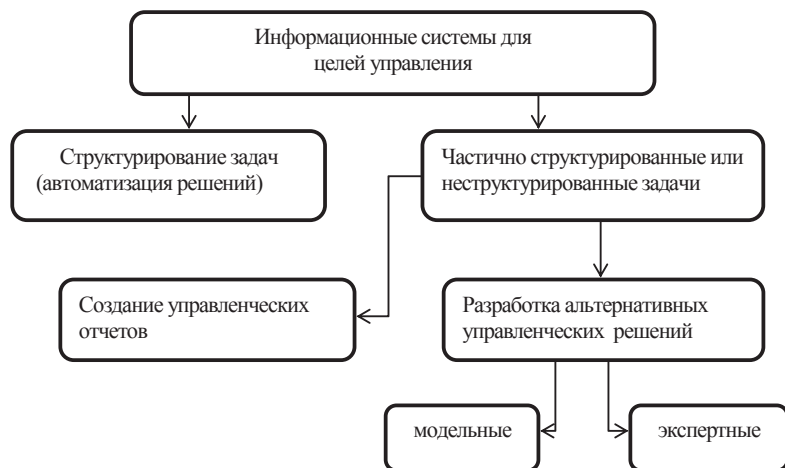 Информационные системы для
целей управления
Структурирование задач
(автоматизация решений)
Частично структурированные или
неструктурированные задачи
Создание управленческих
отчетов
Разработка альтернативных
управленческих решений
модельные
экспертные